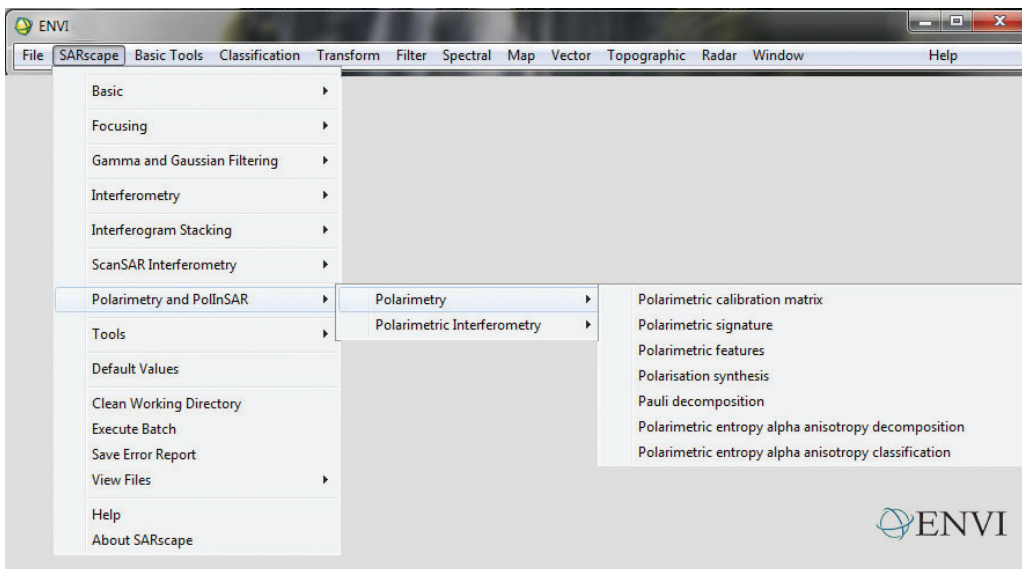 ENVI
File SARscape Basic Tools Classification Transform Filter Spectral Map Vector Topographic Radar Window Help
Basic
Focusing
Gamma and Gaussian Filtering
Interferometry
Interferogram Stacking
ScanSAR Interferometry
Polarimetry and PolInSAR
Tools
Default Values
Clean Working Directory
Execute Batch
Save Error Report
View Files
Help
About SARscape
Polarimetry
Polarimetric Interferometry
Polarimetric calibration matrix
Polarimetric signature
Polarimetric features
Polarisation synthesis
Pauli decomposition
Polarimetric entropy alpha anisotropy decomposition
Polarimetric entropy alpha anisotropy classification
ENVI